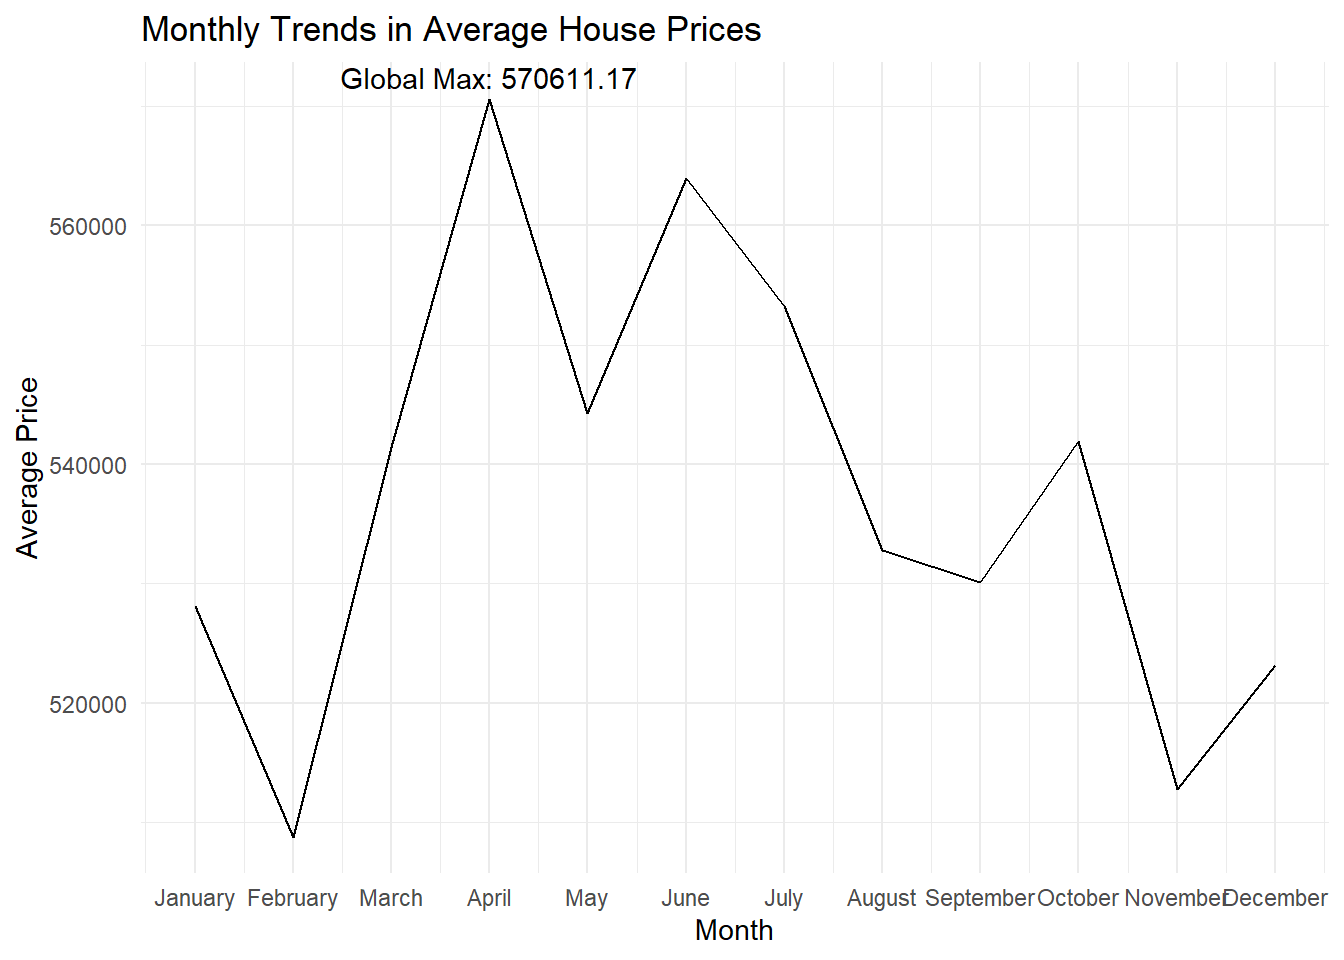 Monthly Trends in Average House Prices
Global Max: 570611.17
560000
540000
520000
Average Price
January February March April May June July August September October November December
Month